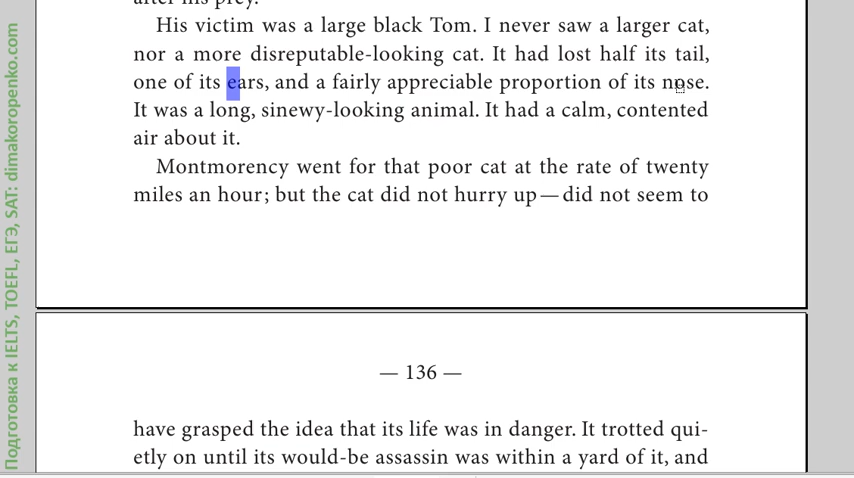 after his prey.
His victim was a large black Tom. I never saw a larger cat,
nor a more disreputable-looking cat. It had lost half its tail,
one of its ears, and a fairly appreciable proportion of its nose.
It was a long, sinewy-looking animal. It had a calm, contented
air about it.
Montmorency went for that poor cat at the rate of twenty
miles an hour; but the cat did not hurry up — did not seem to
— 136 —
have grasped the idea that its life was in danger. It trotted qui-
etly on until its would-be assassin was within a yard of it, and
Подготовка к IELTS, TOEFL, ЕГЭ, SAT: dimakoropenko.com